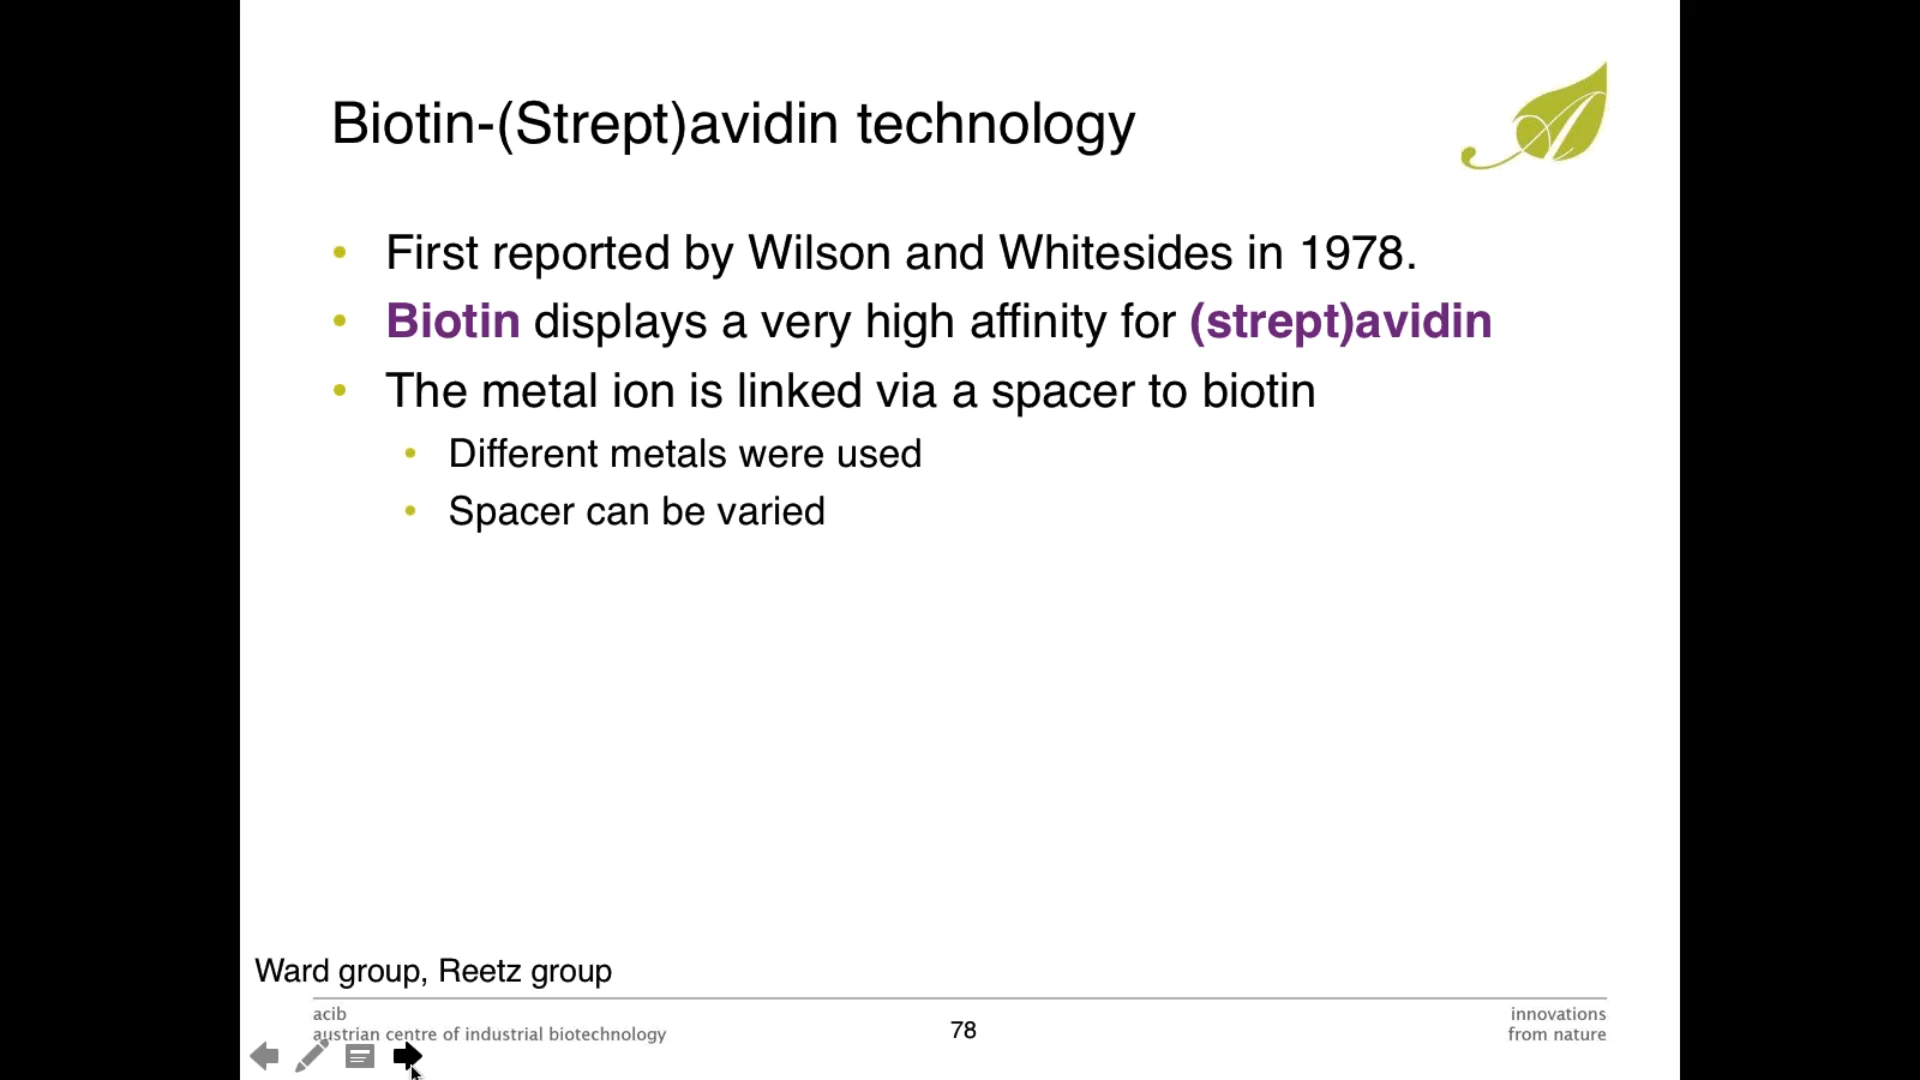 Biotin-(Strept)avidin technology
• First reported by Wilson and Whitesides in 1978.
• Biotin displays a very high affinity for (strept)avidin
• The metal ion is linked via a spacer to biotin
• Different metals were used
• Spacer can be varied
Ward group, Reetz group
acib
austrian centre of industrial biotechnology
78
innovations
from nature